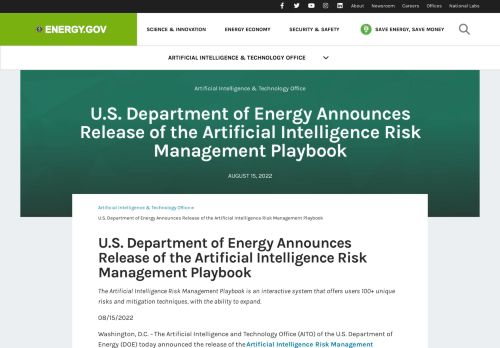 About Newsroom Careers Offices National Labs
ENERGY.GOV
SCIENCE & INNOVATION ENERGY ECONOMY SECURITY & SAFETY SAVE ENERGY, SAVE MONEY
ARTIFICIAL INTELLIGENCE & TECHNOLOGY OFFICE
Artificial Intelligence & Technology Office
U.S. Department of Energy Announces
Release of the Artificial Intelligence Risk
Management Playbook
AUGUST 15, 2022
Artificial Intelligence & Technology Office »
U.S. Department of Energy Announces Release of the Artificial Intelligence Risk Management Playbook
U.S. Department of Energy Announces
Release of the Artificial Intelligence Risk
Management Playbook
The Artificial Intelligence Risk Management Playbook is an interactive system that offers users 100+ unique
risks and mitigation techniques, with the ability to expand.
08/15/2022
Washington, D.C. - The Artificial Intelligence and Technology Office (AITO) of the U.S. Department of
Energy (DOE) today announced the release of the Artificial Intelligence Risk Management